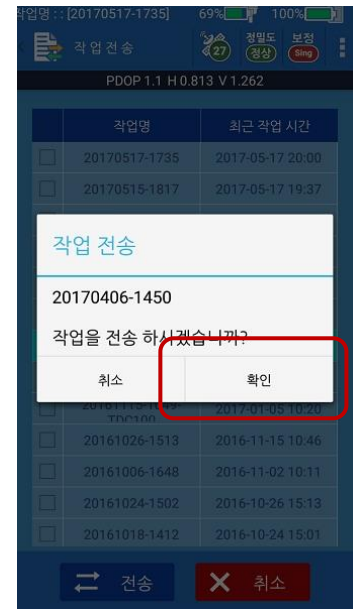 작업명 : : [20170517-1735] 69% 100%
작업전송 27 정밀도 정상 보정 Sing
PDOP 1.1 H 0.813 V 1.262
작업명 최근 작업 시간
20170517-1735 2017-05-17 20:00
20170515-1817 2017-05-17 19:37
작업 전송
20170406-1450
작업을 전송 하시겠습니까?
취소 확인
20161115-1649- 2017-01-05 10:20
TDC100
20161026-1513 2016-11-15 10:46
20161006-1648 2016-11-02 10:11
20161024-1502 2016-10-26 15:13
20161018-1412 2016-10-24 15:01
전송 취소